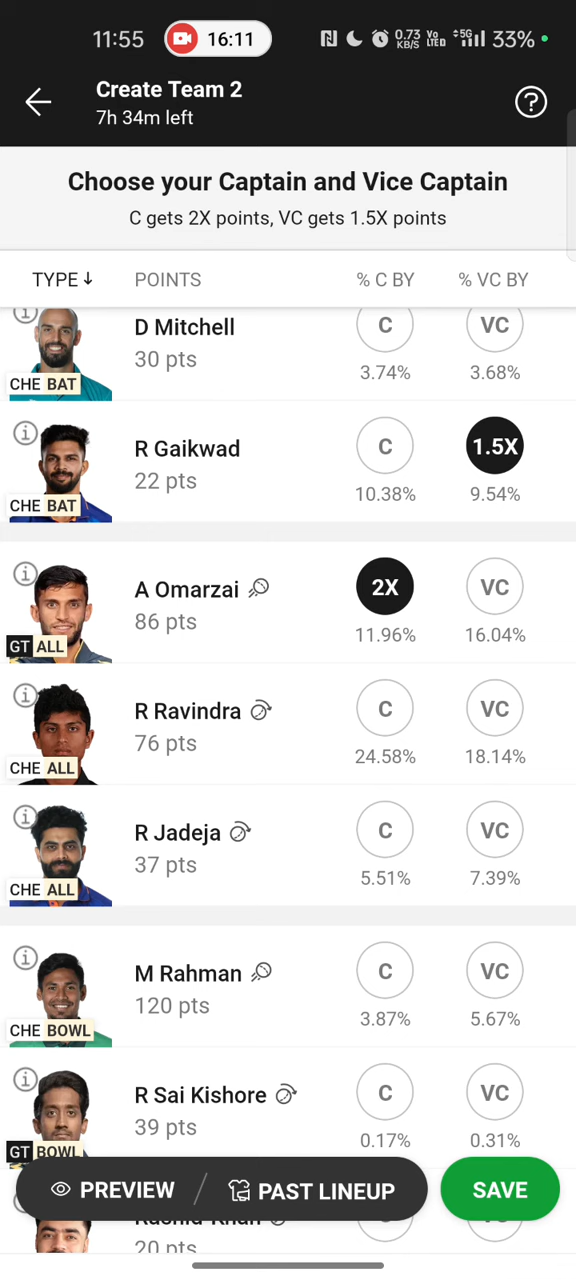 11:55 16:11 0.73 KB/S Vo LTED 5G 33%
Create Team 2
7h 34m left
?
Choose your Captain and Vice Captain
C gets 2X points, VC gets 1.5X points
TYPE↓ POINTS % C BY % VC BY
D Mitchell C VC
30 pts 3.74% 3.68%
CHE BAT
R Gaikwad C 1.5X
22 pts 10.38% 9.54%
CHE BAT
A Omarzai 2X VC
86 pts 11.96% 16.04%
GT ALL
R Ravindra C VC
76 pts 24.58% 18.14%
CHE ALL
R Jadeja C VC
37 pts 5.51% 7.39%
CHE ALL
M Rahman C VC
120 pts 3.87% 5.67%
CHE BOWL
R Sai Kishore C VC
39 pts 0.17% 0.31%
GT BOWL
PREVIEW / PAST LINEUP SAVE
Rashid Khan
20 pts